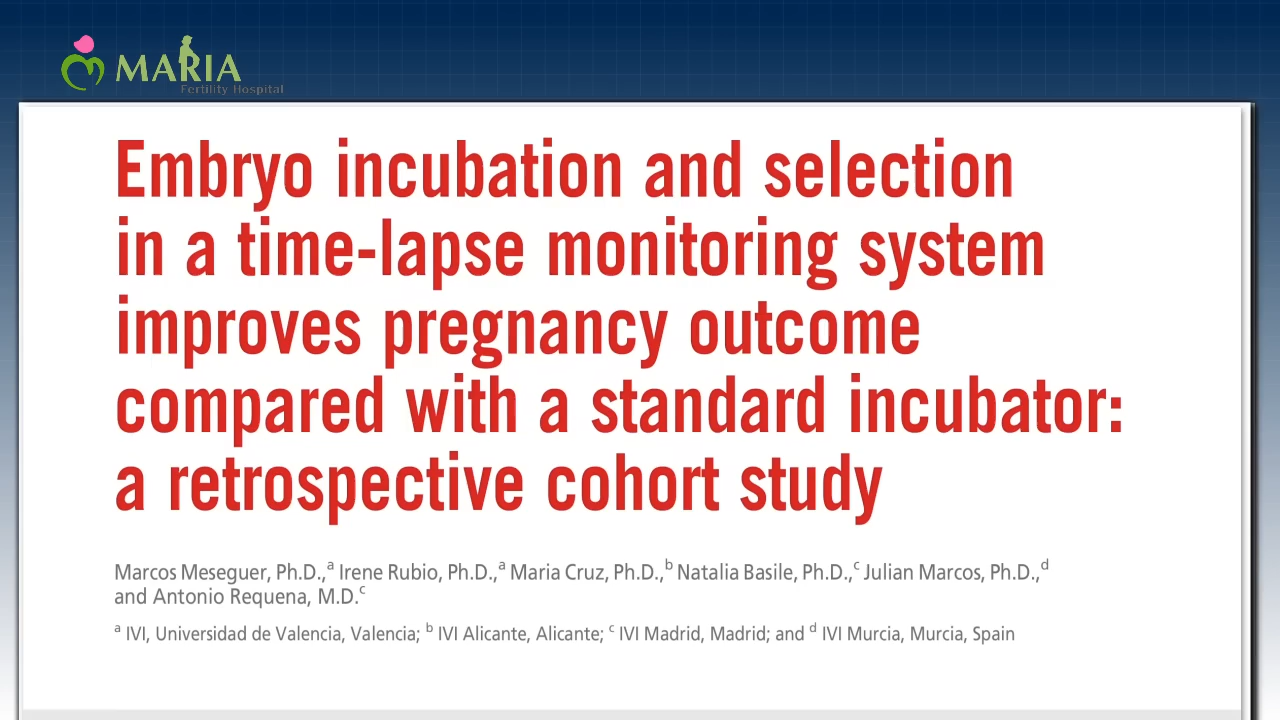 MARIA
Fertility Hospital
Embryo incubation and selection
in a time-lapse monitoring system
improves pregnancy outcome
compared with a standard incubator:
a retrospective cohort study
Marcos Meseguer, Ph.D.,ᵃ Irene Rubio, Ph.D.,ᵃ Maria Cruz, Ph.D.,ᵇ Natalia Basile, Ph.D.,ᶜ Julian Marcos, Ph.D.,ᵈ
and Antonio Requena, M.D.ᶜ
ᵃ IVI, Universidad de Valencia, Valencia; ᵇ IVI Alicante, Alicante; ᶜ IVI Madrid, Madrid; and ᵈ IVI Murcia, Murcia, Spain